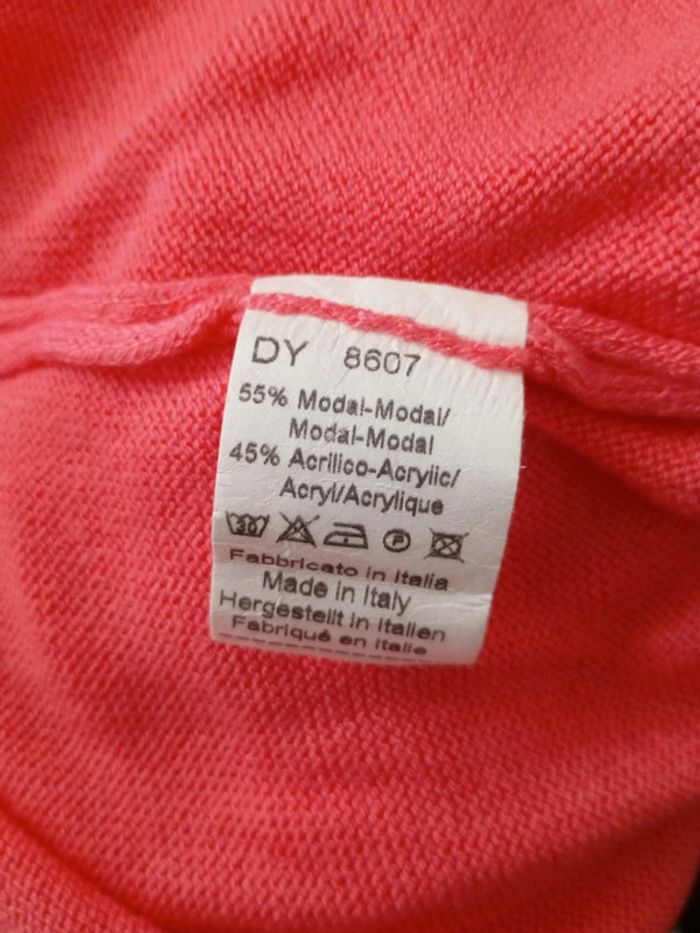 DY 8607
55% Modal-Modal/
Modal-Modal
45% Acrilico-Acrylic/
Acryl/Acrylique
30 P
Fabbricato in Italia
Made in Italy
Hergestellt in Italien
Fabriqué en Italie